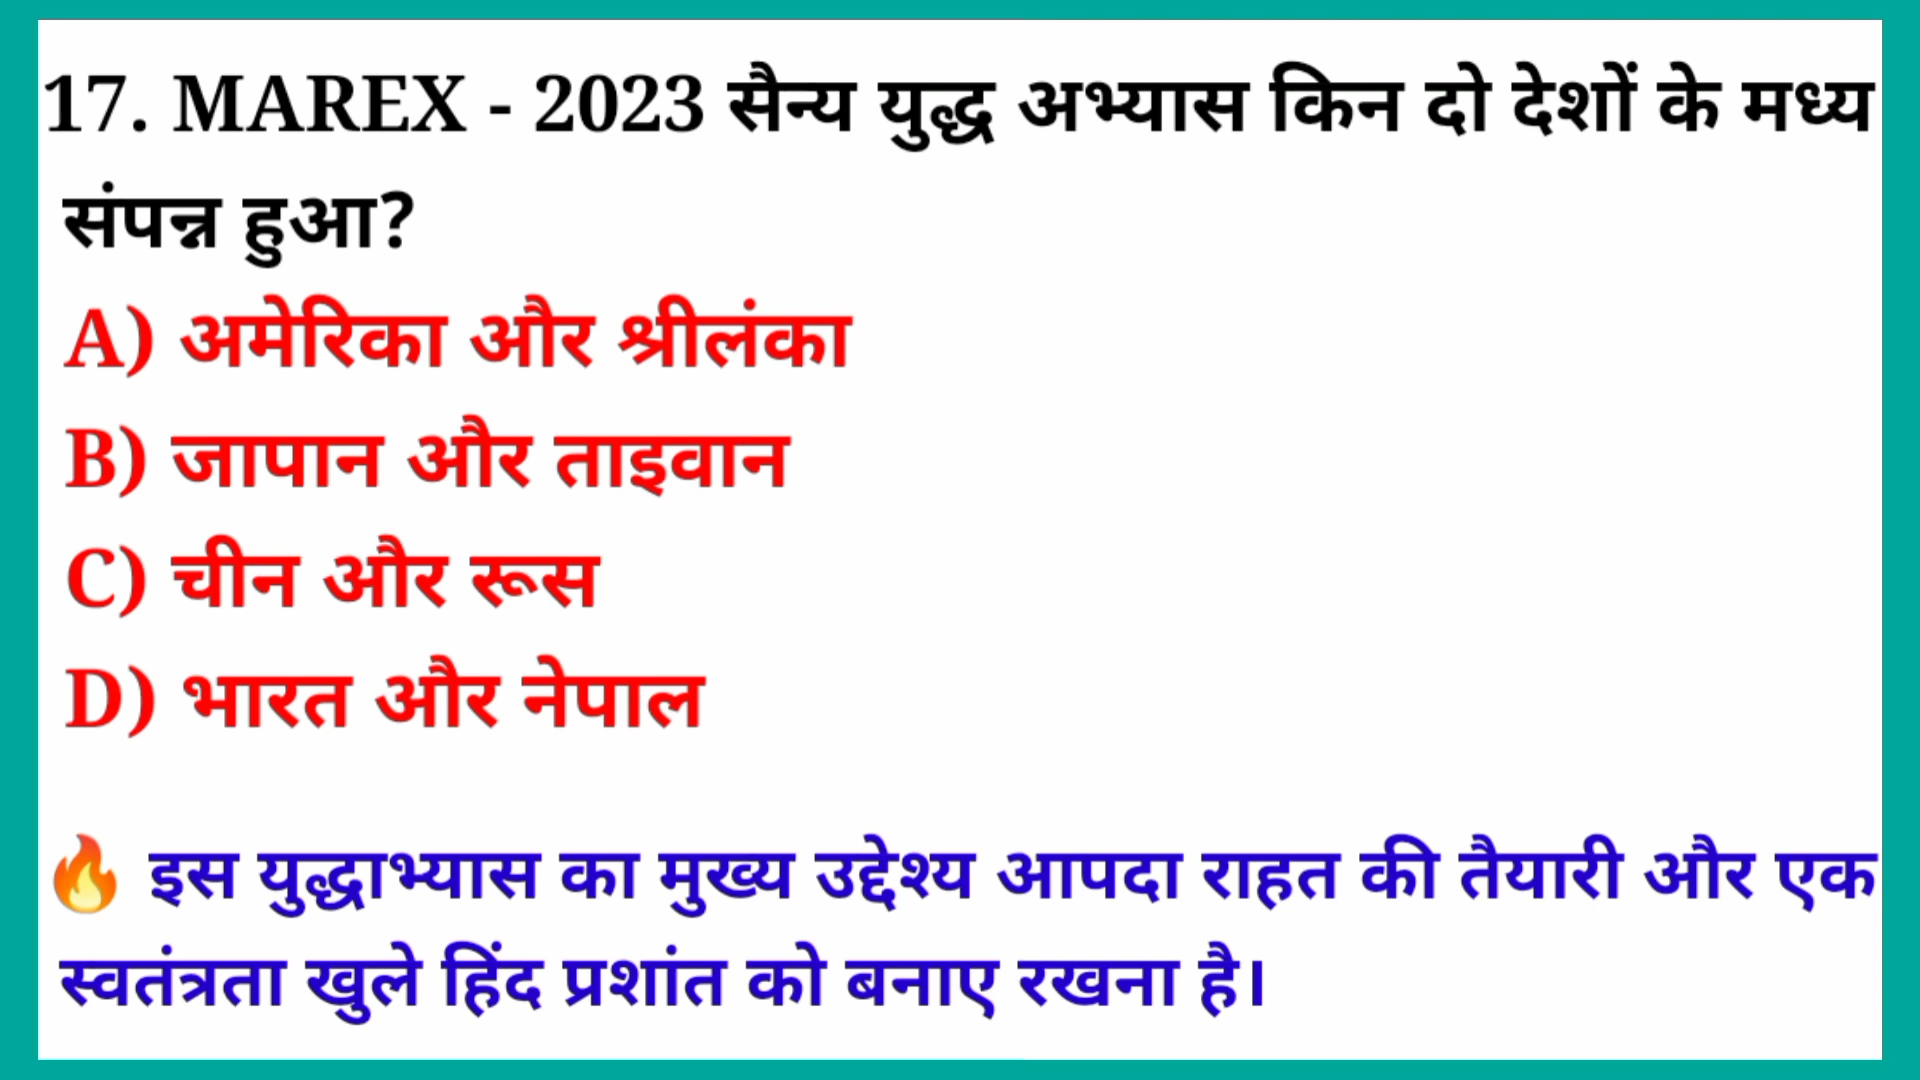 17. MAREX - 2023 सैन्य युद्ध अभ्यास किन दो देशों के मध्य
संपन्न हुआ?
A) अमेरिका और श्रीलंका
B) जापान और ताइवान
C) चीन और रूस
D) भारत और नेपाल
🔥 इस युद्धाभ्यास का मुख्य उद्देश्य आपदा राहत की तैयारी और एक
स्वतंत्रता खुले हिंद प्रशांत को बनाए रखना है।